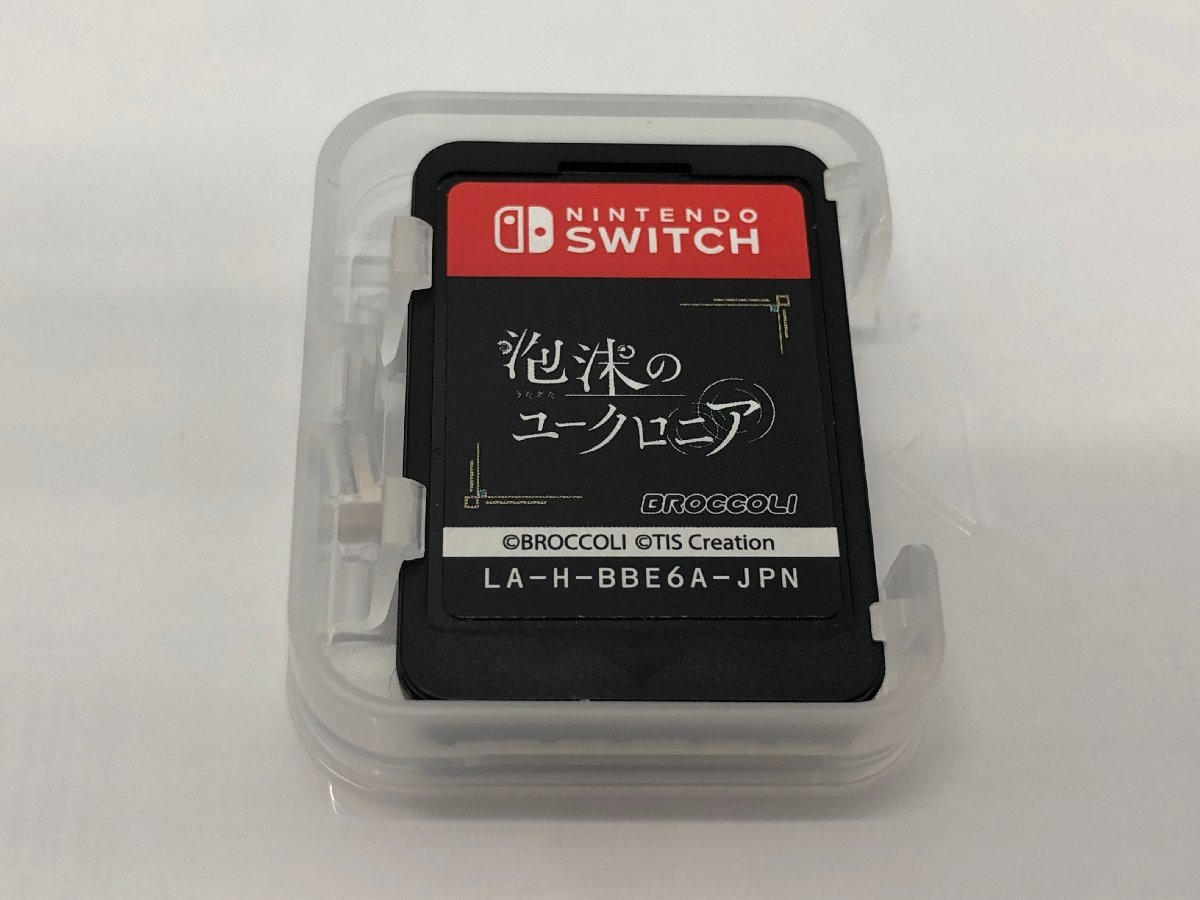 NINTENDO
SWITCH
泡沫の
うたかた
ユークロニア
BROCCOLI
©BROCCOLI ©TIS Creation
LA-H-BBE6A-JPN